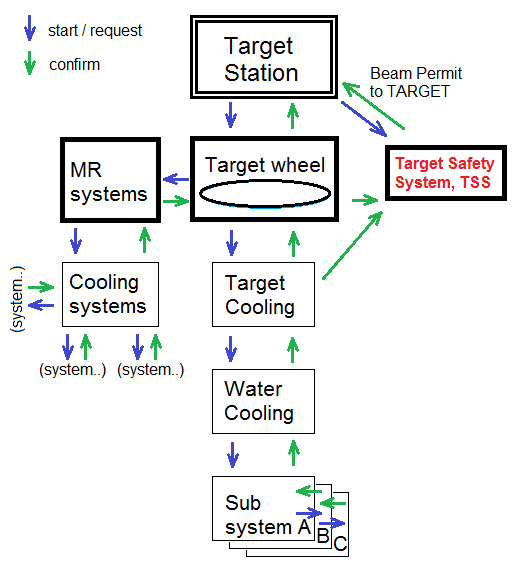 start / request
confirm
Target
Station
Beam Permit
to TARGET
MR
systems
Target wheel
Target Safety
System, TSS
Cooling
systems
(system..)
(system..)
(system..)
Target
Cooling
Water
Cooling
Sub
system A
B
C